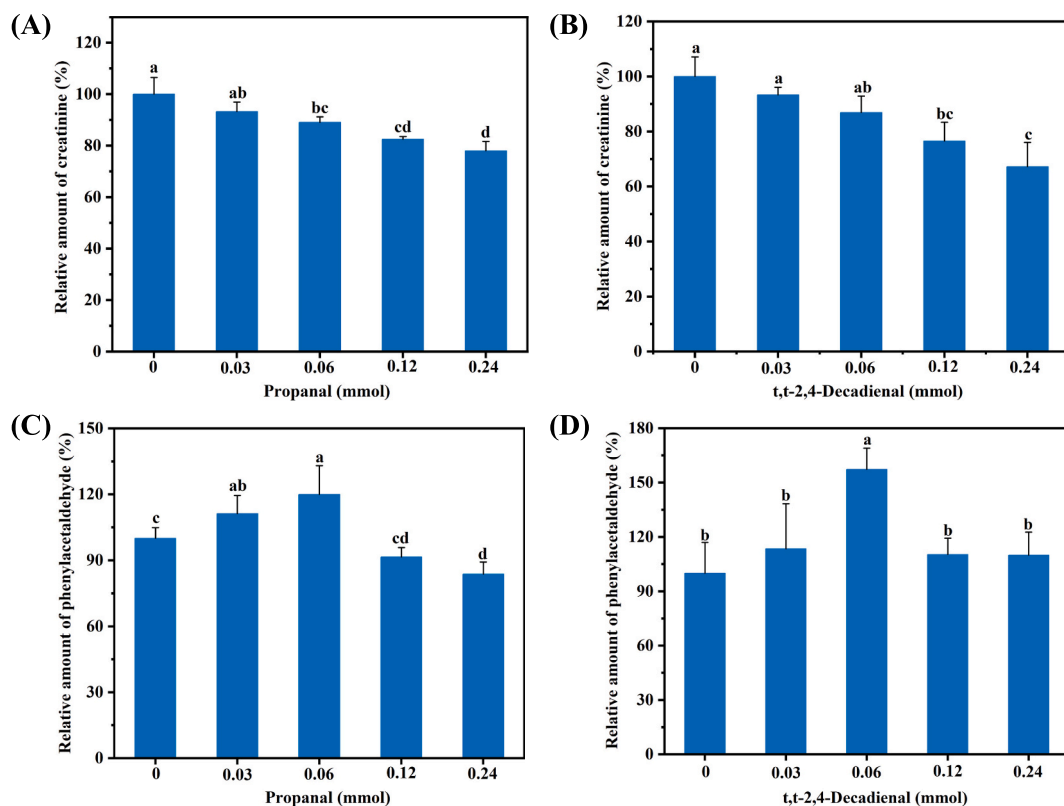 (A)
Relative amount of creatinine (%)
120
100
80
60
40
20
0
a
ab
bc
cd
d
0 0.03 0.06 0.12 0.24
Propanal (mmol)
(B)
Relative amount of creatinine (%)
120
100
80
60
40
20
0
a
a
ab
bc
c
0 0.03 0.06 0.12 0.24
t,t-2,4-Decadienal (mmol)
(C)
Relative amount of phenylacetaldehyde (%)
150
120
90
60
30
0
c
ab
a
cd
d
0 0.03 0.06 0.12 0.24
Propanal (mmol)
(D)
Relative amount of phenylacetaldehyde (%)
180
150
110
90
60
30
0
b
b
a
b
b
0 0.03 0.06 0.12 0.24
t,t-2,4-Decadienal (mmol)